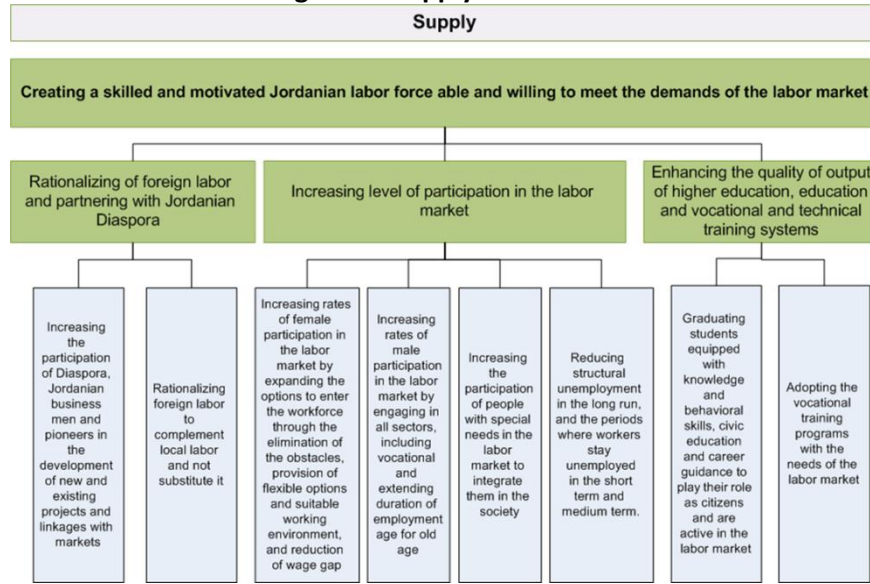 Supply
Creating a skilled and motivated Jordanian labor force able and willing to meet the demands of the labor market
Rationalizing of foreign labor
and partnering with Jordanian
Diaspora
Increasing level of participation in the labor
market
Enhancing the quality of output
of higher education, education
and vocational and technical
training systems
Increasing
the
participation
of Diaspora,
Jordanian
business
men and
pioneers in
the
development
of new and
existing
projects and
linkages with
markets
Rationalizing
foreign labor
to
complement
local labor
and not
substitute it
Increasing rates
of female
participation in
the labor
market by
expanding the
options to enter
the workforce
through the
elimination of
the obstacles,
provision of
flexible options
and suitable
working
environment,
and reduction
of wage gap
Increasing
rates of
male
participation
in the labor
market by
engaging in
all sectors,
including
vocational
and
extending
duration of
employment
age for old
age
Increasing
the
participation
of people
with special
needs in the
labor
market to
integrate
them in the
society
Reducing
structural
unemployment
in the long run,
and the periods
where workers
stay
unemployed
in the short
term and
medium term.
Graduating
students
equipped
with
knowledge
and
behavioral
skills, civic
education
and career
guidance to
play their role
as citizens
and are
active in the
labor market
Adopting the
vocational
training
programs
with the
needs of the
labor market